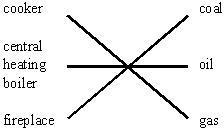 cooker
coal
central
heating
oil
boiler
fireplace
gas